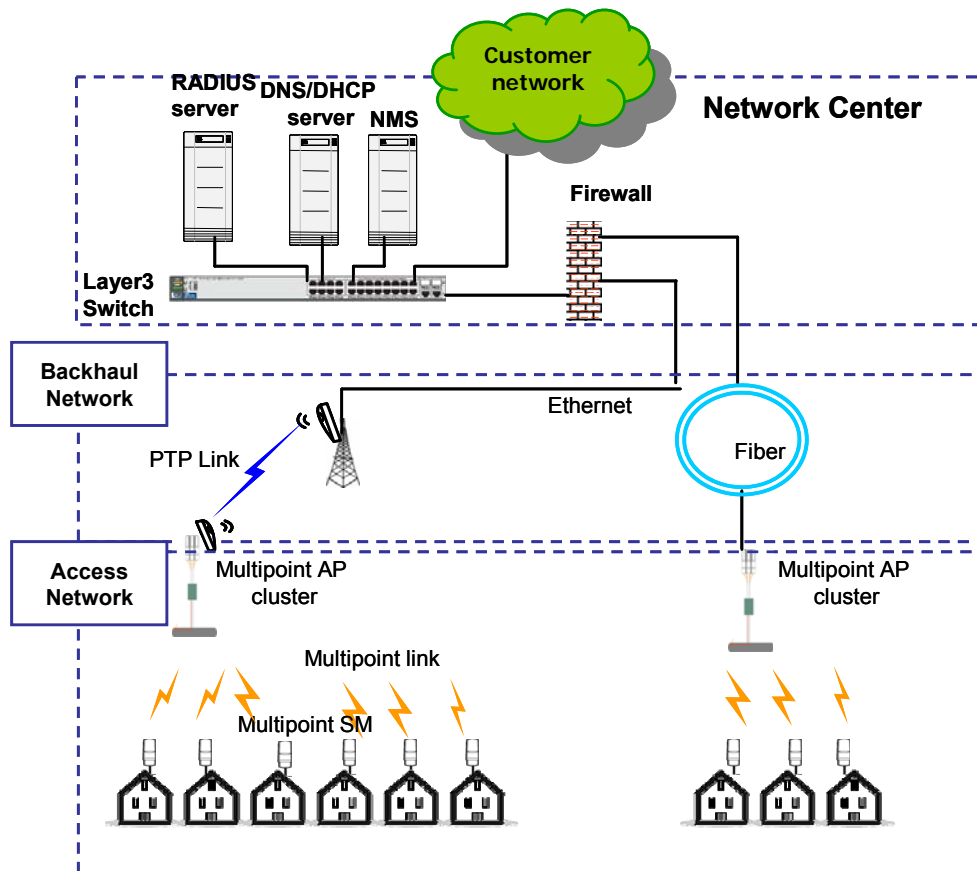 Customer
network
RADIUS
server
DNS/DHCP
server
NMS
Network Center
Firewall
Layer3
Switch
Backhaul
Network
Ethernet
PTP Link
Fiber
Access
Network
Multipoint AP
cluster
Multipoint AP
cluster
Multipoint link
Multipoint SM